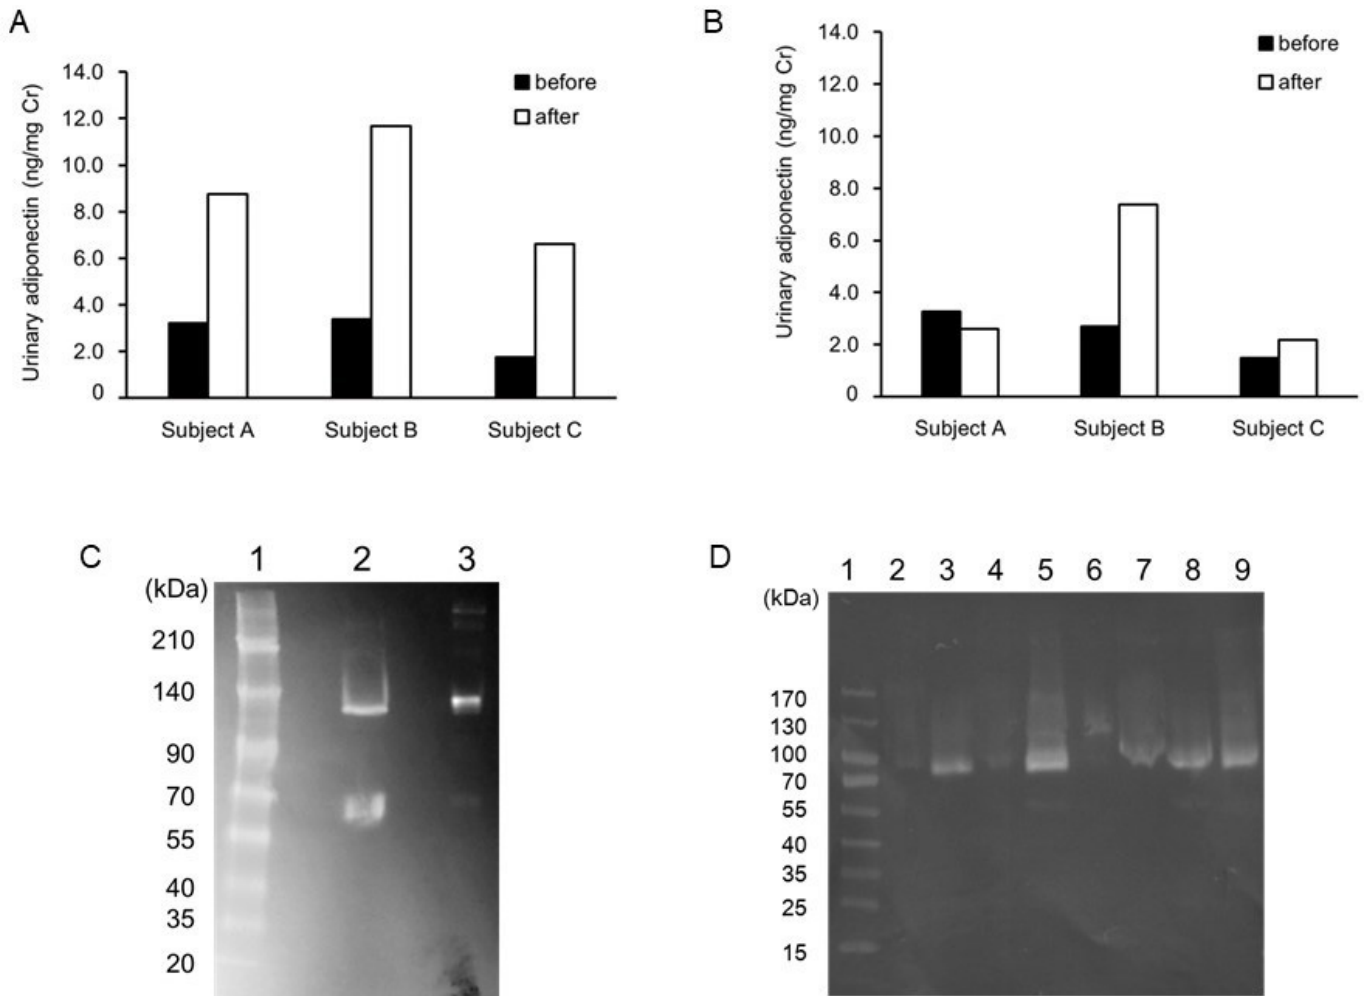 A
Urinary adiponectin (ng/mg Cr)
14.0
12.0
10.0
8.0
6.0
4.0
2.0
0
before
after
Subject A Subject B Subject C
B
Urinary adiponectin (ng/mg Cr)
14.0
12.0
10.0
8.0
6.0
4.0
2.0
0
before
after
Subject A Subject B Subject C
C
1 2 3
(kDa)
210
140
90
70
55
40
35
20
D
1 2 3 4 5 6 7 8 9
(kDa)
170
130
100
70
55
40
35
25
15